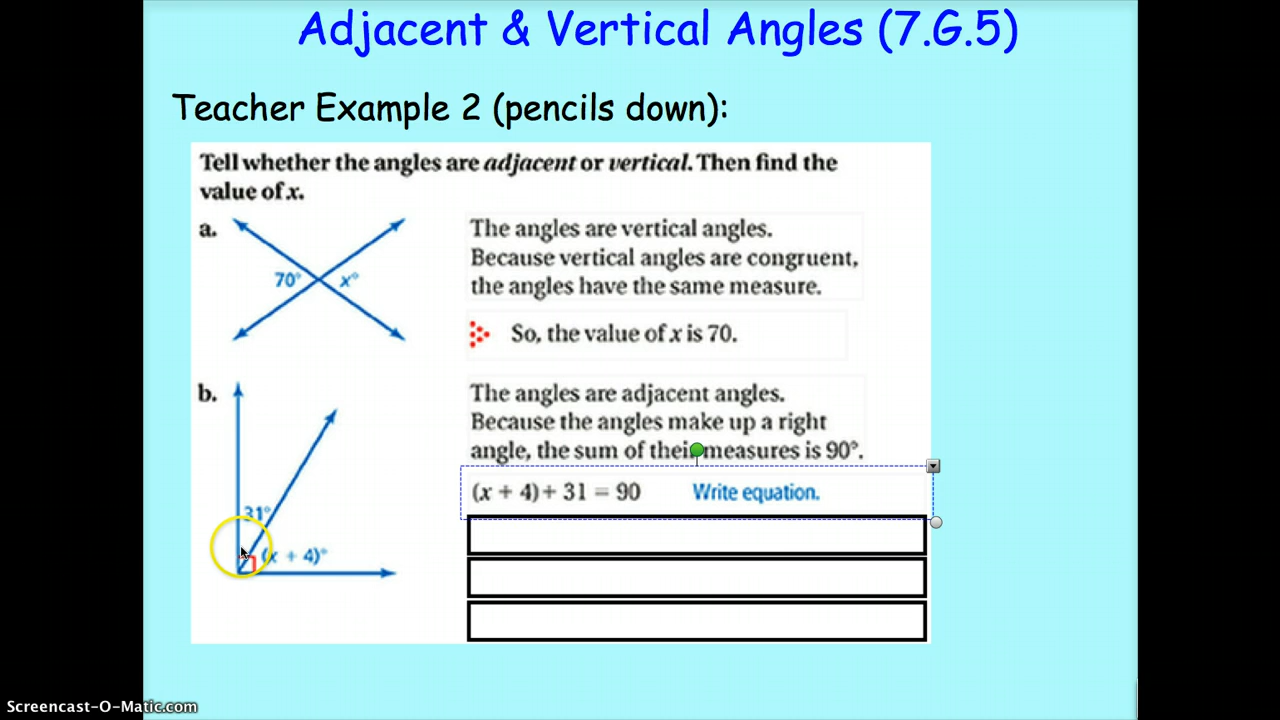 Adjacent & Vertical Angles (7.G.5)
Teacher Example 2 (pencils down):
Tell whether the angles are adjacent or vertical. Then find the
value of x.
a.
70°
x°
The angles are vertical angles.
Because vertical angles are congruent,
the angles have the same measure.
So, the value of x is 70.
b.
31°
(x + 4)°
The angles are adjacent angles.
Because the angles make up a right
angle, the sum of their measures is 90°.
(x + 4) + 31 = 90 Write equation.
Screencast-O-Matic.com